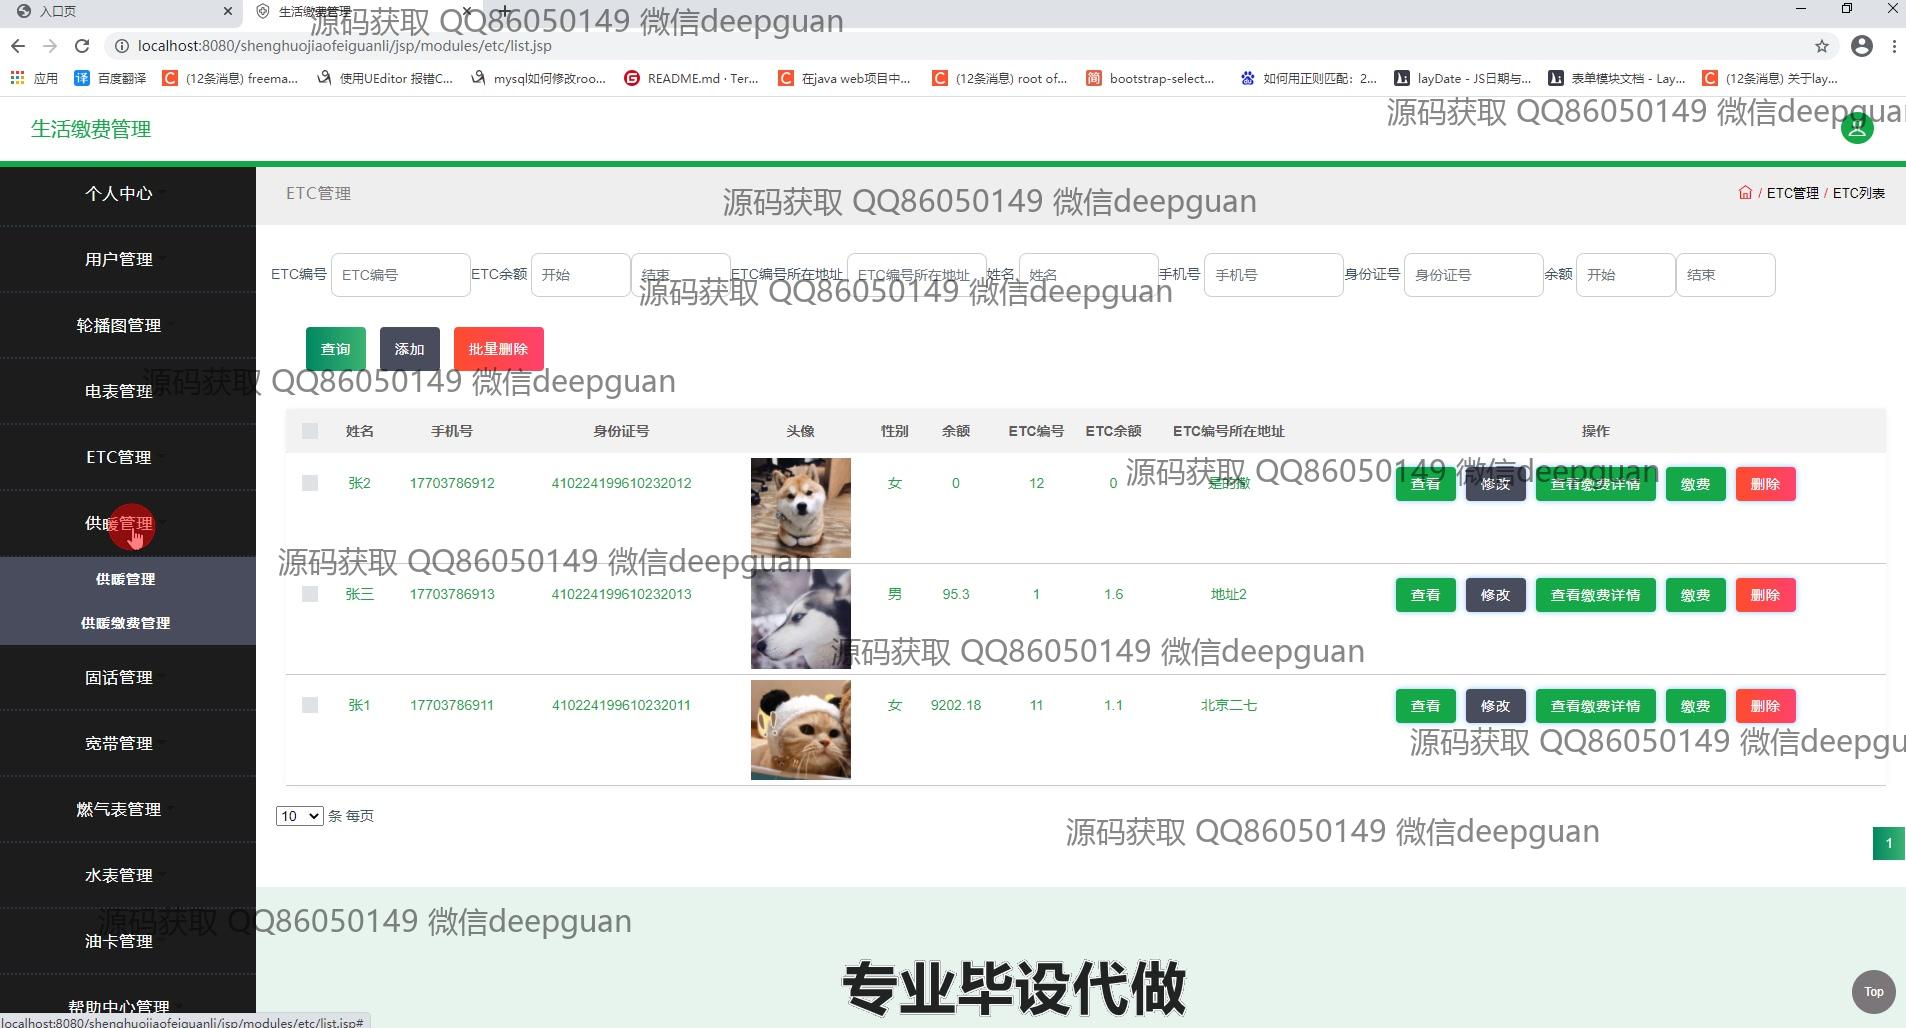 入口页
生活缴费管理
源码获取 QQ86050149 微信deepguan
localhost:8080/shenghuojiaofeiguanli/jsp/modules/etc/list.jsp
应用 百度翻译 (12条消息) freema... 使用UEditor 报错C... mysql如何修改roo... README.md · Ter... 在java web项目中... (12条消息) root of... bootstrap-select... 如何用正则匹配：2... layDate - JS日期与... 表单模块文档 - Lay... (12条消息) 关于lay...
源码获取 QQ86050149 微信deepguan
生活缴费管理
个人中心
用户管理
轮播图管理
电表管理
ETC管理
供暖管理
供暖管理
供暖缴费管理
固话管理
宽带管理
燃气表管理
水表管理
油卡管理
帮助中心管理
ETC管理
源码获取 QQ86050149 微信deepguan
/ ETC管理 / ETC列表
ETC编号 ETC编号 ETC余额 开始 结束 ETC编号所在地址 ETC编号所在地址 姓名 姓名 手机号 手机号 身份证号 身份证号 余额 开始 结束
源码获取 QQ86050149 微信deepguan
查询 添加 批量删除
源码获取 QQ86050149 微信deepguan
姓名 手机号 身份证号 头像 性别 余额 ETC编号 ETC余额 ETC编号所在地址 操作
源码获取 QQ86050149 微信deepguan
张2 17703786912 410224199610232012 女 0 12 0 是的撒 查看 修改 查看缴费详情 缴费 删除
源码获取 QQ86050149 微信deepguan
张三 17703786913 410224199610232013 男 95.3 1 1.6 地址2 查看 修改 查看缴费详情 缴费 删除
源码获取 QQ86050149 微信deepguan
张1 17703786911 410224199610232011 女 9202.18 11 1.1 北京二七 查看 修改 查看缴费详情 缴费 删除
源码获取 QQ86050149 微信deepgu
10 条 每页
源码获取 QQ86050149 微信deepguan
1
源码获取 QQ86050149 微信deepguan
专业毕设代做
Top
localhost:8080/shenghuojiaofeiguanli/jsp/modules/etc/list.jsp#